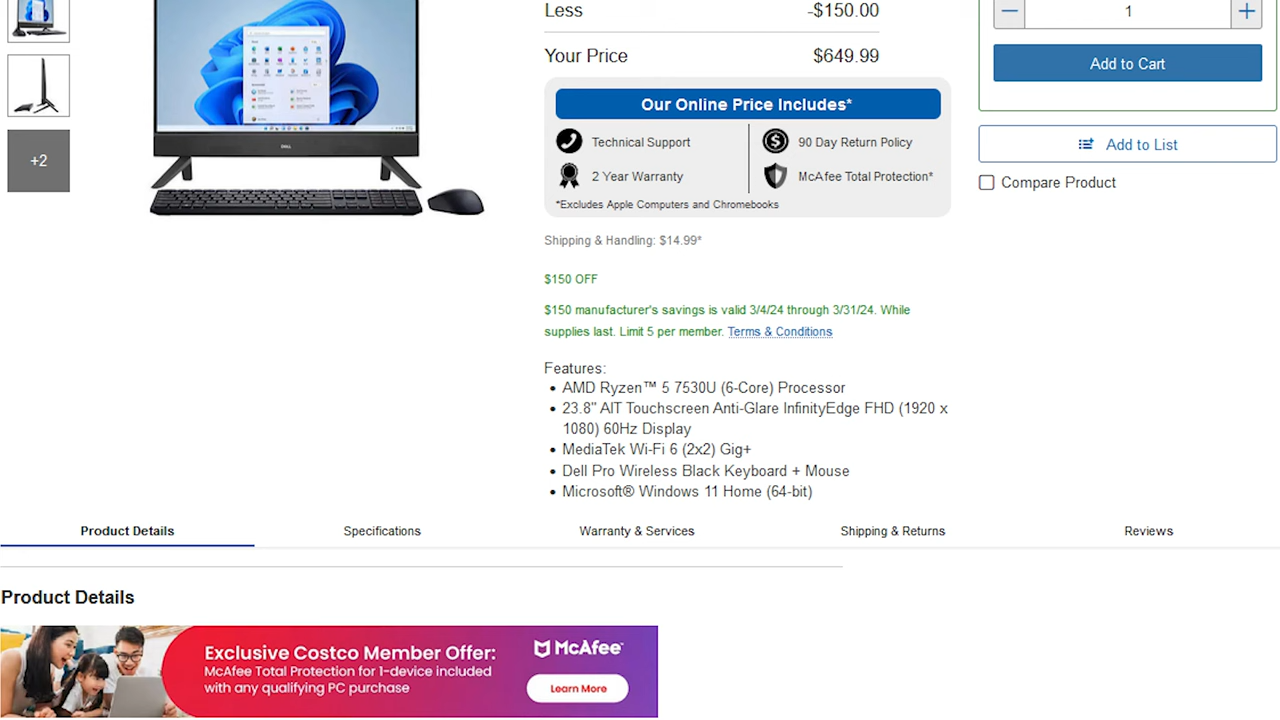 Less -$150.00
Your Price $649.99
Our Online Price Includes*
Technical Support
90 Day Return Policy
2 Year Warranty
McAfee Total Protection*
*Excludes Apple Computers and Chromebooks
Shipping & Handling: $14.99*
$150 OFF
$150 manufacturer's savings is valid 3/4/24 through 3/31/24. While
supplies last. Limit 5 per member. Terms & Conditions
Features:
• AMD Ryzen™ 5 7530U (6-Core) Processor
• 23.8" AIT Touchscreen Anti-Glare InfinityEdge FHD (1920 x
1080) 60Hz Display
• MediaTek Wi-Fi 6 (2x2) Gig+
• Dell Pro Wireless Black Keyboard + Mouse
• Microsoft® Windows 11 Home (64-bit)
1
Add to Cart
Add to List
Compare Product
+2
DELL
Product Details
Specifications
Warranty & Services
Shipping & Returns
Reviews
Product Details
Exclusive Costco Member Offer:
McAfee Total Protection for 1-device included
with any qualifying PC purchase
McAfee™
Learn More